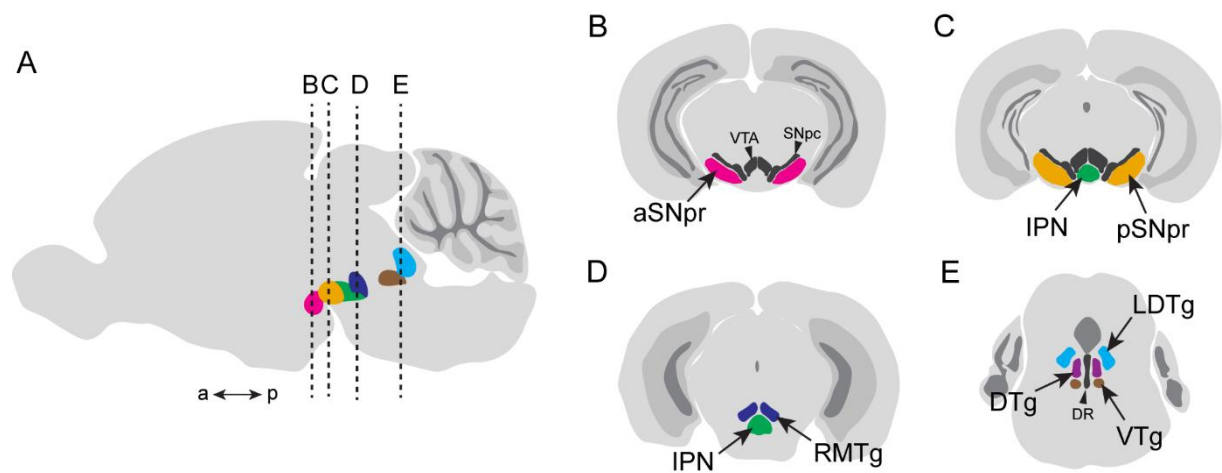 A
B C D E
a p
B
VTA
SNpc
aSNpr
C
IPN
pSNpr
D
IPN
RMTg
E
LDTg
DTg
DR
VTg